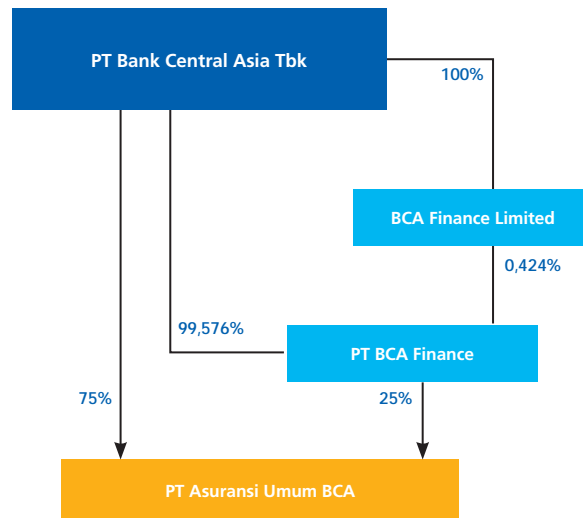 PT Bank Central Asia Tbk
100%
BCA Finance Limited
0,424%
99,576%
PT BCA Finance
75%
25%
PT Asuransi Umum BCA